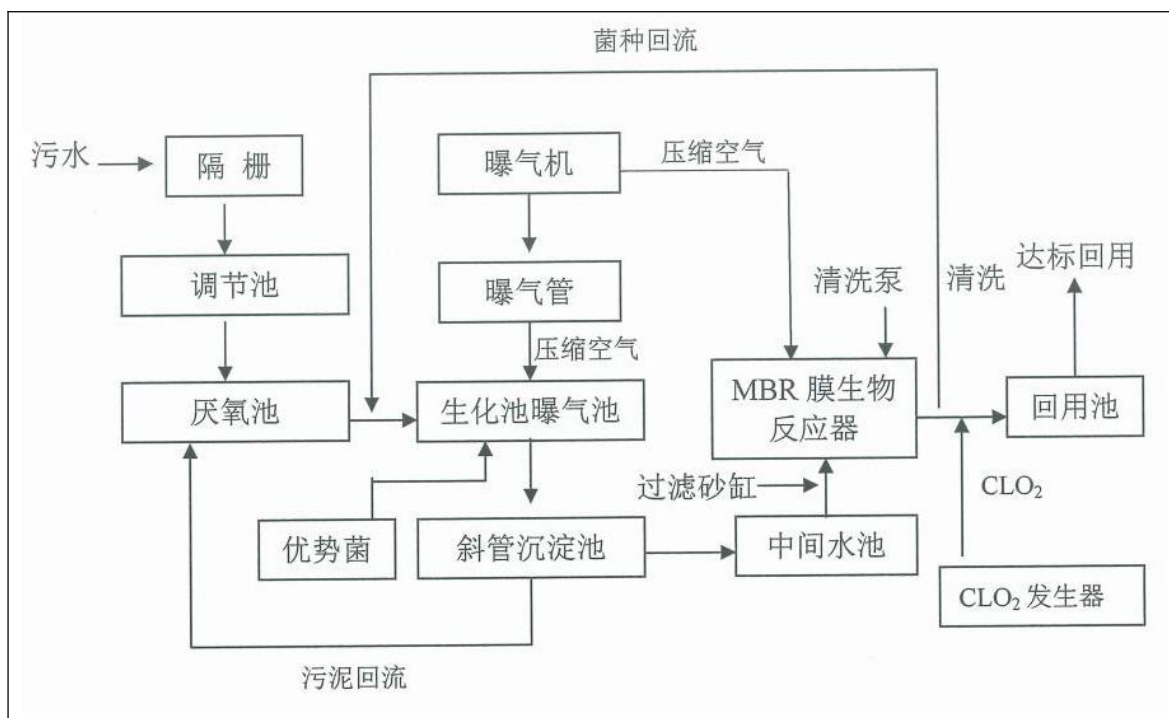 菌种回流
污水
隔 栅
曝气机
压缩空气
调节池
曝气管
清洗泵
清洗
达标回用
压缩空气
厌氧池
生化池曝气池
MBR 膜生物
反应器
回用池
过滤砂缸
CLO₂
优势菌
斜管沉淀池
中间水池
CLO₂ 发生器
污泥回流